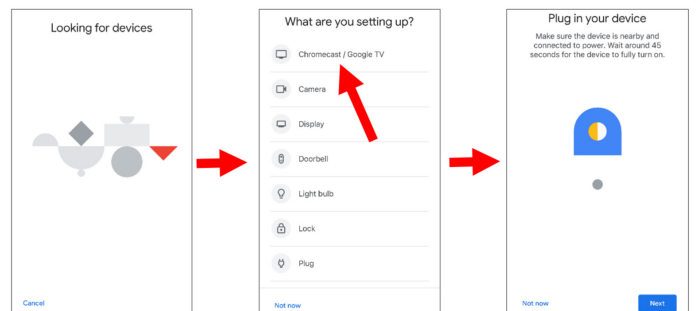 Looking for devices
Cancel
What are you setting up?
Chromecast / Google TV
Camera
Display
Doorbell
Light bulb
Lock
Plug
Not now
Plug in your device
Make sure the device is nearby and
connected to power. Wait around 45
seconds for the device to fully turn on.
Not now
Next